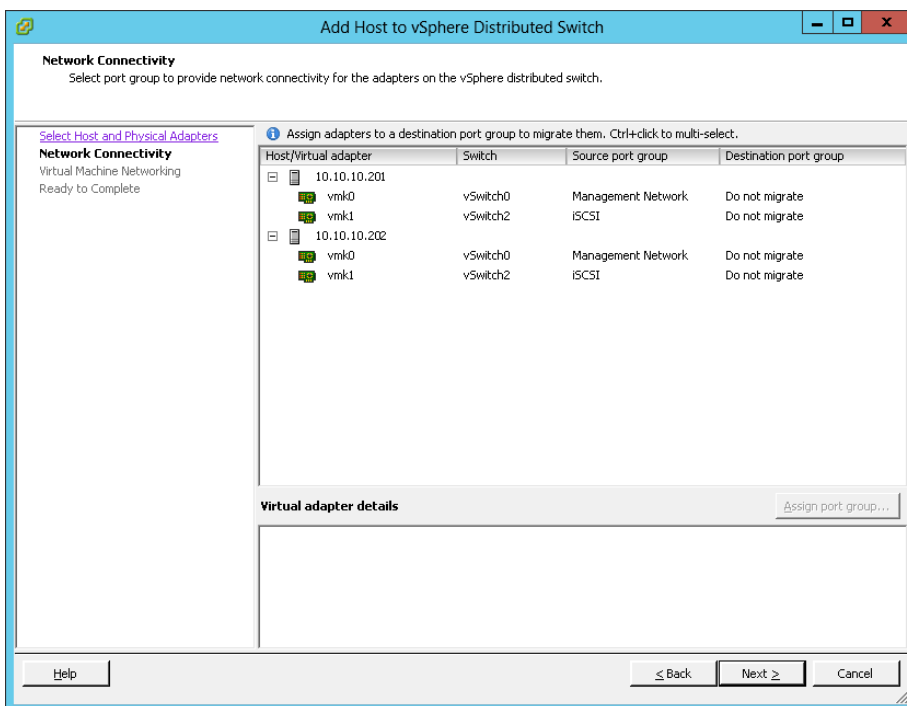 Add Host to vSphere Distributed Switch
Network Connectivity
Select port group to provide network connectivity for the adapters on the vSphere distributed switch.
Select Host and Physical Adapters
Network Connectivity
Virtual Machine Networking
Ready to Complete
Assign adapters to a destination port group to migrate them. Ctrl+click to multi-select.
Host/Virtual adapter Switch Source port group Destination port group
10.10.10.201
vmk0 vSwitch0 Management Network Do not migrate
vmk1 vSwitch2 iSCSI Do not migrate
10.10.10.202
vmk0 vSwitch0 Management Network Do not migrate
vmk1 vSwitch2 iSCSI Do not migrate
Virtual adapter details Assign port group...
Help < Back Next > Cancel